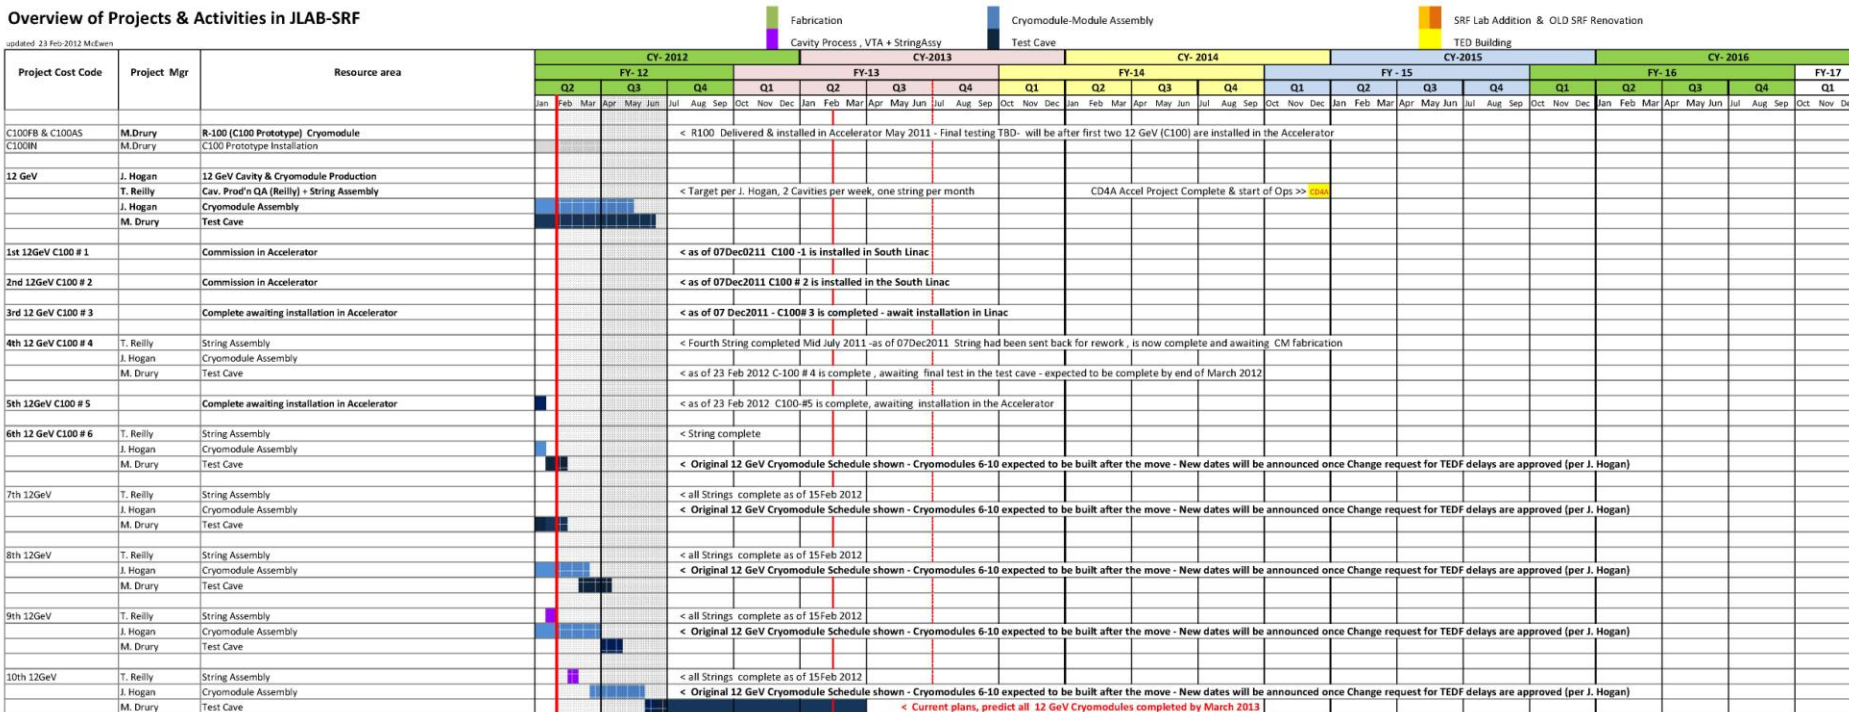 Overview of Projects & Activities in JLAB-SRF
Fabrication
Cryomodule-Module Assembly
SRF Lab Addition & OLD SRF Renovation
updated 23 Feb-2012 McEwen
Cavity Process , VTA + StringAssy
Test Cave
TED Building
Project Cost Code Project Mgr Resource area
CY- 2012 CY-2013 CY- 2014 CY-2015 CY- 2016
FY- 12 FY-13 FY-14 FY - 15 FY- 16 FY-17
Q2 Q3 Q4 Q1 Q2 Q3 Q4 Q1 Q2 Q3 Q4 Q1 Q2 Q3 Q4 Q1 Q2 Q3 Q4 Q1
Jan Feb Mar Apr May Jun Jul Aug Sep Oct Nov Dec Jan Feb Mar Apr May Jun Jul Aug Sep Oct Nov Dec Jan Feb Mar Apr May Jun Jul Aug Sep Oct Nov Dec Jan Feb Mar Apr May Jun Jul Aug Sep Oct Nov Dec Jan Feb Mar Apr May Jun Jul Aug Sep Oct Nov De
C100FB & C100AS M.Drury R-100 (C100 Prototype) Cryomodule < R100 Delivered & installed in Accelerator May 2011 - Final testing TBD- will be after first two 12 GeV (C100) are installed in the Accelerator
C100IN M.Drury C100 Prototype Installation
12 GeV J. Hogan 12 GeV Cavity & Cryomodule Production
T. Reilly Cav. Prod'n QA (Reilly) + String Assembly < Target per J. Hogan, 2 Cavities per week, one string per month CD4A Accel Project Complete & start of Ops >> CD4A
J. Hogan Cryomodule Assembly
M. Drury Test Cave
1st 12GeV C100 # 1 Commission in Accelerator < as of 07Dec0211 C100 -1 is installed in South Linac
2nd 12GeV C100 # 2 Commission in Accelerator < as of 07Dec2011 C100 # 2 is installed in the South Linac
3rd 12 GeV C100 # 3 Complete awaiting installation in Accelerator < as of 07 Dec2011 - C100# 3 is completed - await installation in Linac
4th 12 GeV C100 # 4 T. Reilly String Assembly < Fourth String completed Mid July 2011 -as of 07Dec2011 String had been sent back for rework , is now complete and awaiting CM fabrication
J. Hogan Cryomodule Assembly
M. Drury Test Cave < as of 23 Feb 2012 C-100 # 4 is complete , awaiting final test in the test cave - expected to be complete by end of March 2012
5th 12GeV C100 # 5 Complete awaiting installation in Accelerator < as of 23 Feb 2012 C100-#5 is complete, awaiting installation in the Accelerator
6th 12 GeV C100 # 6 T. Reilly String Assembly < String complete
J. Hogan Cryomodule Assembly
M. Drury Test Cave < Original 12 GeV Cryomodule Schedule shown - Cryomodules 6-10 expected to be built after the move - New dates will be announced once Change request for TEDF delays are approved (per J. Hogan)
7th 12GeV T. Reilly String Assembly < all Strings complete as of 15Feb 2012
J. Hogan Cryomodule Assembly < Original 12 GeV Cryomodule Schedule shown - Cryomodules 6-10 expected to be built after the move - New dates will be announced once Change request for TEDF delays are approved (per J. Hogan)
M. Drury Test Cave
8th 12GeV T. Reilly String Assembly < all Strings complete as of 15Feb 2012
J. Hogan Cryomodule Assembly < Original 12 GeV Cryomodule Schedule shown - Cryomodules 6-10 expected to be built after the move - New dates will be announced once Change request for TEDF delays are approved (per J. Hogan)
M. Drury Test Cave
9th 12GeV T. Reilly String Assembly < all Strings complete as of 15Feb 2012
J. Hogan Cryomodule Assembly < Original 12 GeV Cryomodule Schedule shown - Cryomodules 6-10 expected to be built after the move - New dates will be announced once Change request for TEDF delays are approved (per J. Hogan)
M. Drury Test Cave
10th 12GeV T. Reilly String Assembly < all Strings complete as of 15Feb 2012
J. Hogan Cryomodule Assembly < Original 12 GeV Cryomodule Schedule shown - Cryomodules 6-10 expected to be built after the move - New dates will be announced once Change request for TEDF delays are approved (per J. Hogan)
M. Drury Test Cave < Current plans, predict all 12 GeV Cryomodules completed by March 2013